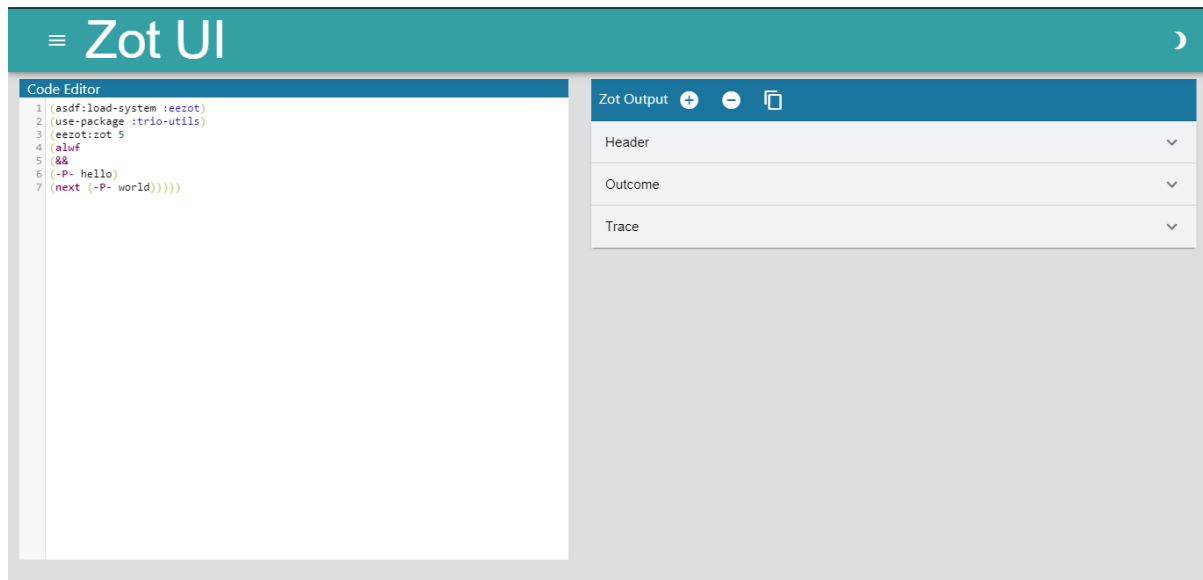 Zot UI
Code Editor
1 (asdf:load-system :eezot)
2 (use-package :trio-utils)
3 (eezot:zot 5
4 (alwf
5 (&&
6 (-P- hello)
7 (next (-P- world)))))
Zot Output
Header
Outcome
Trace